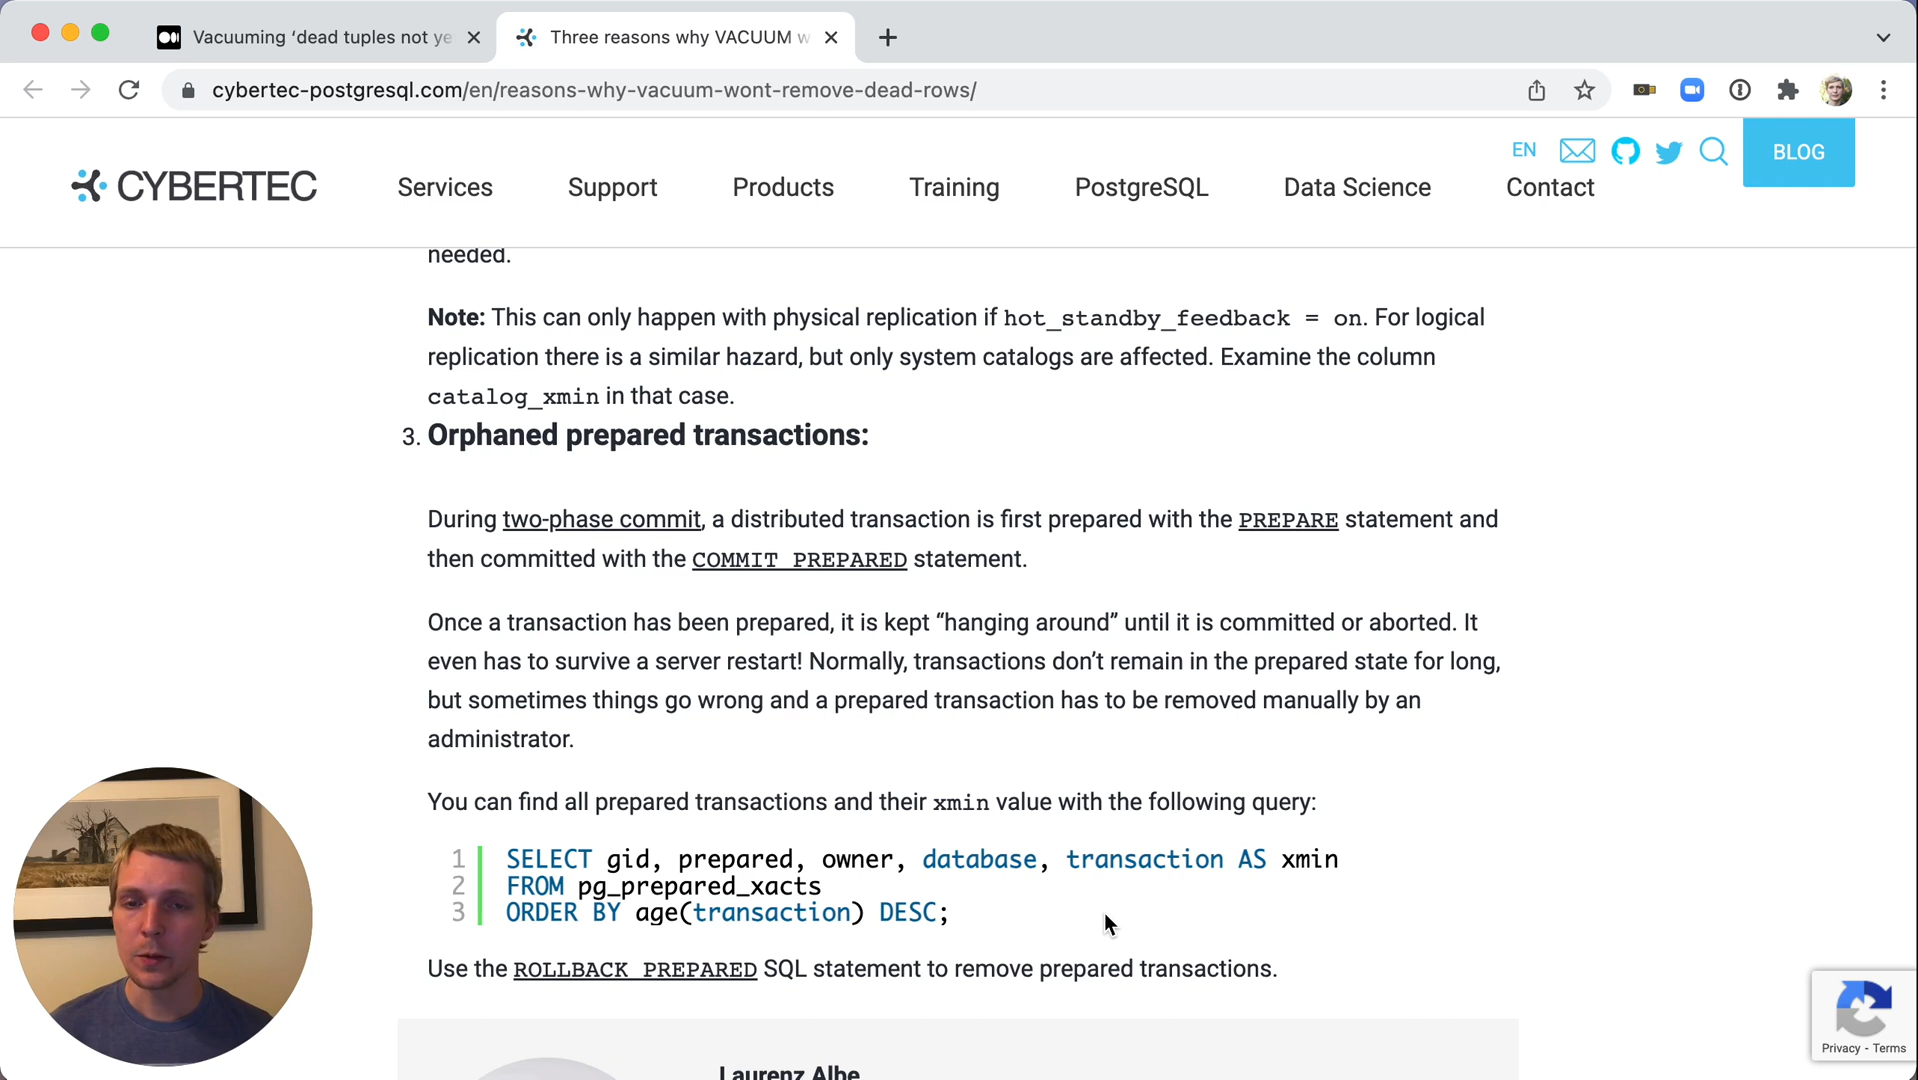 Vacuuming ‘dead tuples not ye
Three reasons why VACUUM w
cybertec-postgresql.com/en/reasons-why-vacuum-wont-remove-dead-rows/
EN
BLOG
CYBERTEC
Services
Support
Products
Training
PostgreSQL
Data Science
Contact
needed.
Note: This can only happen with physical replication if hot_standby_feedback = on. For logical
replication there is a similar hazard, but only system catalogs are affected. Examine the column
catalog_xmin in that case.
3. Orphaned prepared transactions:
During two-phase commit, a distributed transaction is first prepared with the PREPARE statement and
then committed with the COMMIT PREPARED statement.
Once a transaction has been prepared, it is kept “hanging around” until it is committed or aborted. It
even has to survive a server restart! Normally, transactions don’t remain in the prepared state for long,
but sometimes things go wrong and a prepared transaction has to be removed manually by an
administrator.
You can find all prepared transactions and their xmin value with the following query:
1 SELECT gid, prepared, owner, database, transaction AS xmin
2 FROM pg_prepared_xacts
3 ORDER BY age(transaction) DESC;
Use the ROLLBACK PREPARED SQL statement to remove prepared transactions.
Laurenz Albe
Privacy - Terms